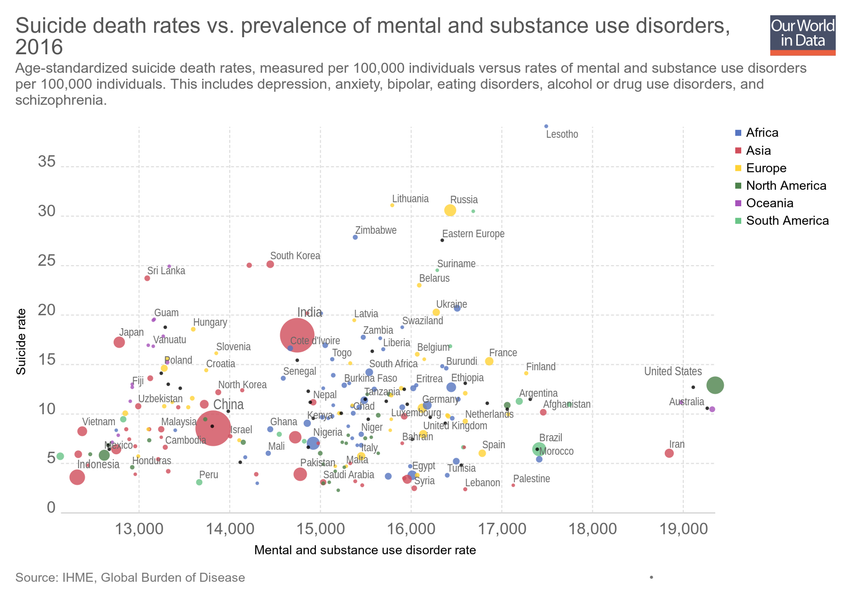 Suicide death rates vs. prevalence of mental and substance use disorders,
2016
Our World
in Data
Age-standardized suicide death rates, measured per 100,000 individuals versus rates of mental and substance use disorders
per 100,000 individuals. This includes depression, anxiety, bipolar, eating disorders, alcohol or drug use disorders, and
schizophrenia.
Lesotho
Africa
Asia
Europe
North America
Oceania
South America
35
30
25
20
15
10
5
0
Suicide rate
Lithuania
Russia
Zimbabwe
Eastern Europe
South Korea
Suriname
Sri Lanka
Belarus
Ukraine
Guam
India
Latvia
Hungary
Swaziland
Japan
Zambia
Vanuatu
Cote d'Ivoire
Liberia
Slovenia
Togo
Belgium
France
Poland
Croatia
Senegal
South Africa
Burundi
Finland
United States
Fiji
North Korea
Burkina Faso
Eritrea
Ethiopia
Uzbekistan
Nepal
Tanzania
Germany
Argentina
China
Chad
Afghanistan
Australia
Vietnam
Malaysia
Israel
Ghana
Kenya
Luxembourg
Netherlands
Nigeria
Niger
United Kingdom
Mexico
Cambodia
Mali
Italy
Bahrain
Spain
Brazil
Morocco
Iran
Indonesia
Honduras
Pakistan
Malta
Egypt
Tunisia
Peru
Saudi Arabia
Syria
Lebanon
Palestine
13,000
14,000
15,000
16,000
17,000
18,000
19,000
Mental and substance use disorder rate
Source: IHME, Global Burden of Disease